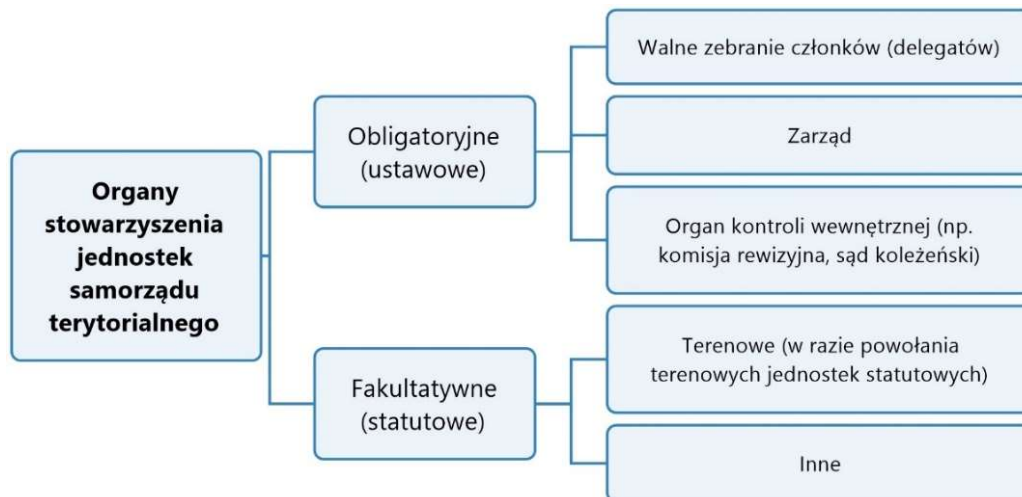 Organy
stowarzyszenia
jednostek
samorządu
terytorialnego
Obligatoryjne
(ustawowe)
Walne zebranie członków (delegatów)
Zarząd
Organ kontroli wewnętrznej (np.
komisja rewizyjna, sąd koleżeński)
Fakultatywne
(statutowe)
Terenowe (w razie powołania
terenowych jednostek statutowych)
Inne